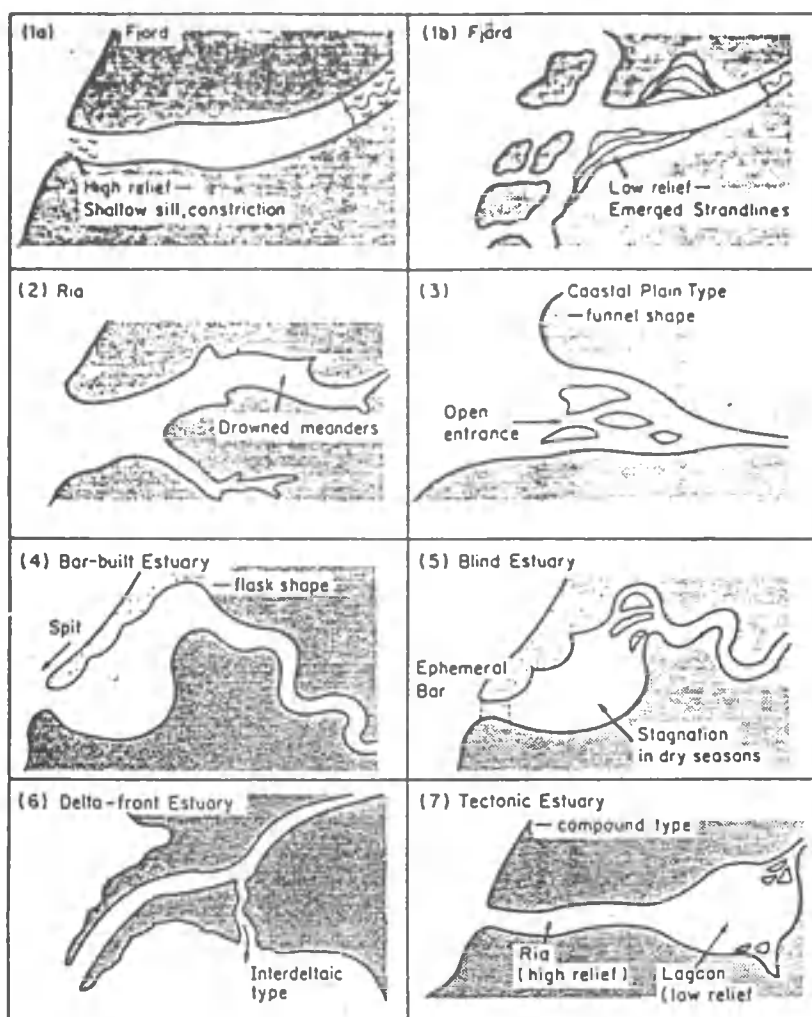 (1a) Fjord
High relief —
Shallow sill, constriction
(1b) Fjärd
Low relief —
Emerged Strandlines
(2) Ria
Drowned meanders
(3) Coastal Plain Type
— funnel shape
Open
entrance
(4) Bar-built Estuary
— flask shape
Spit
(5) Blind Estuary
Ephemeral
Bar
Stagnation
in dry seasons
(6) Delta-front Estuary
Interdeltaic
type
(7) Tectonic Estuary
— compound type
Ria
(high relief)
Lagoon
(low relief